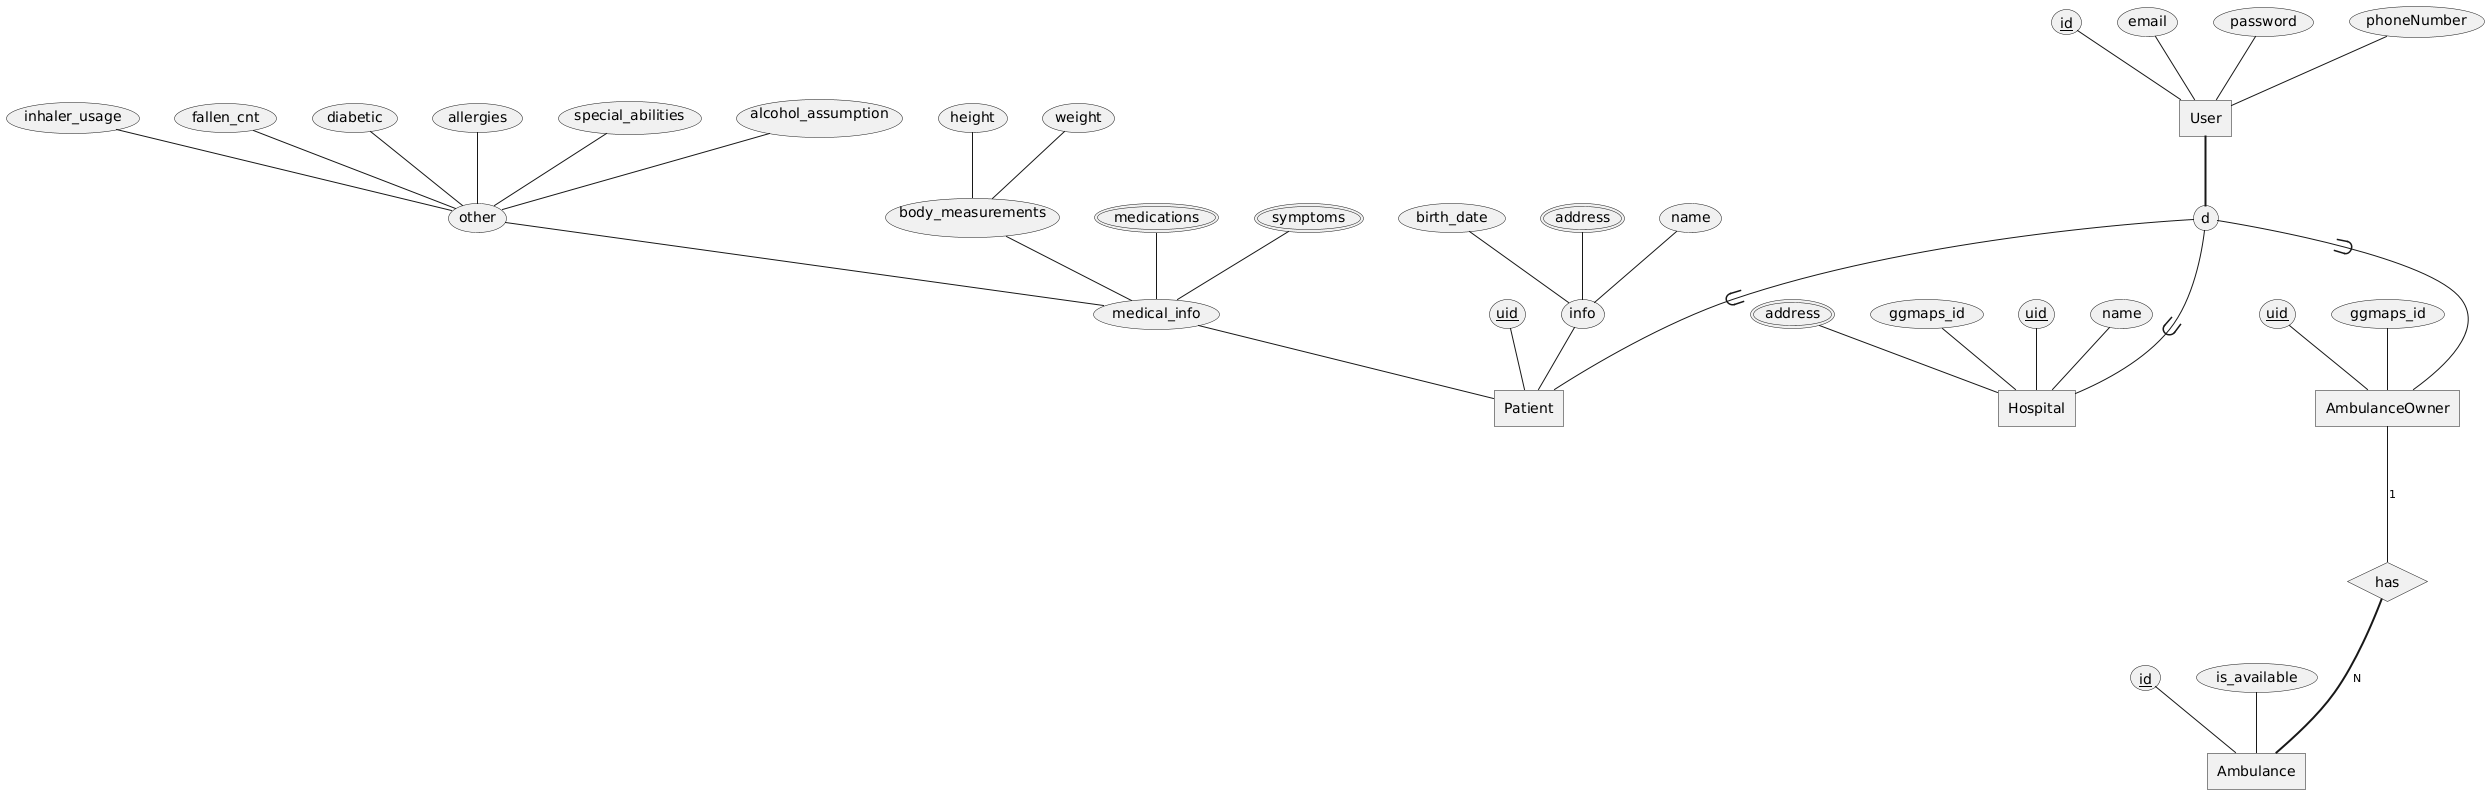 id
email
password
phoneNumber
inhaler_usage
fallen_cnt
diabetic
allergies
special_abilities
alcohol_assumption
height
weight
User
other
body_measurements
medications
symptoms
birth_date
address
name
d
medical_info
uid
info
address
ggmaps_id
uid
name
uid
ggmaps_id
Patient
Hospital
AmbulanceOwner
1
has
id
is_available
N
Ambulance